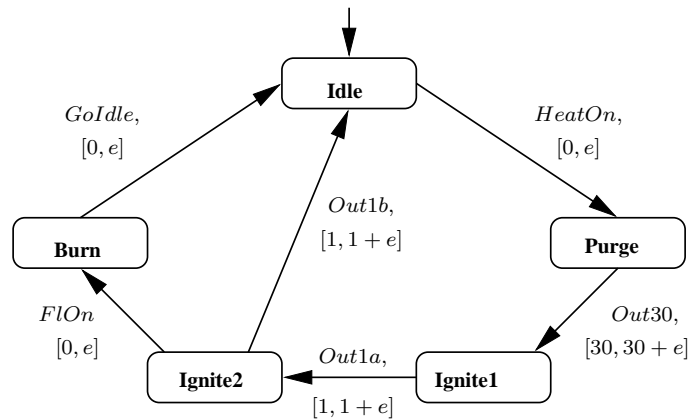 Idle
GoIdle,
[0, e]
HeatOn,
[0, e]
Out1b,
[1, 1 + e]
Burn
Purge
FlOn
[0, e]
Out30,
[30, 30 + e]
Out1a,
[1, 1 + e]
Ignite2
Ignite1